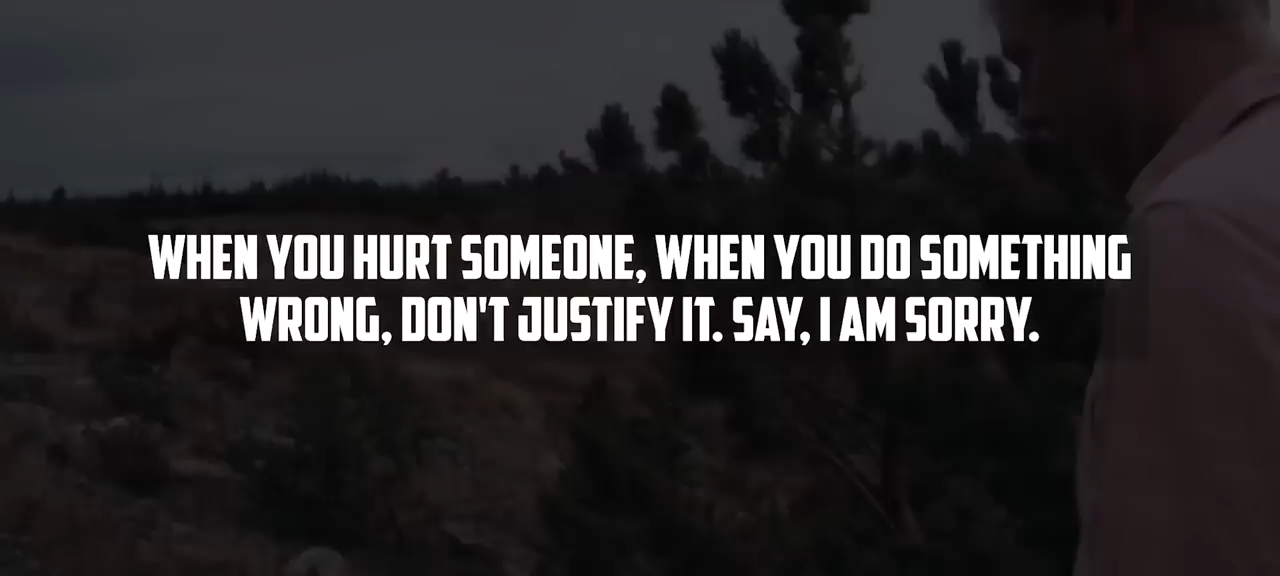 WHEN YOU HURT SOMEONE, WHEN YOU DO SOMETHING
WRONG, DON'T JUSTIFY IT. SAY, I AM SORRY.